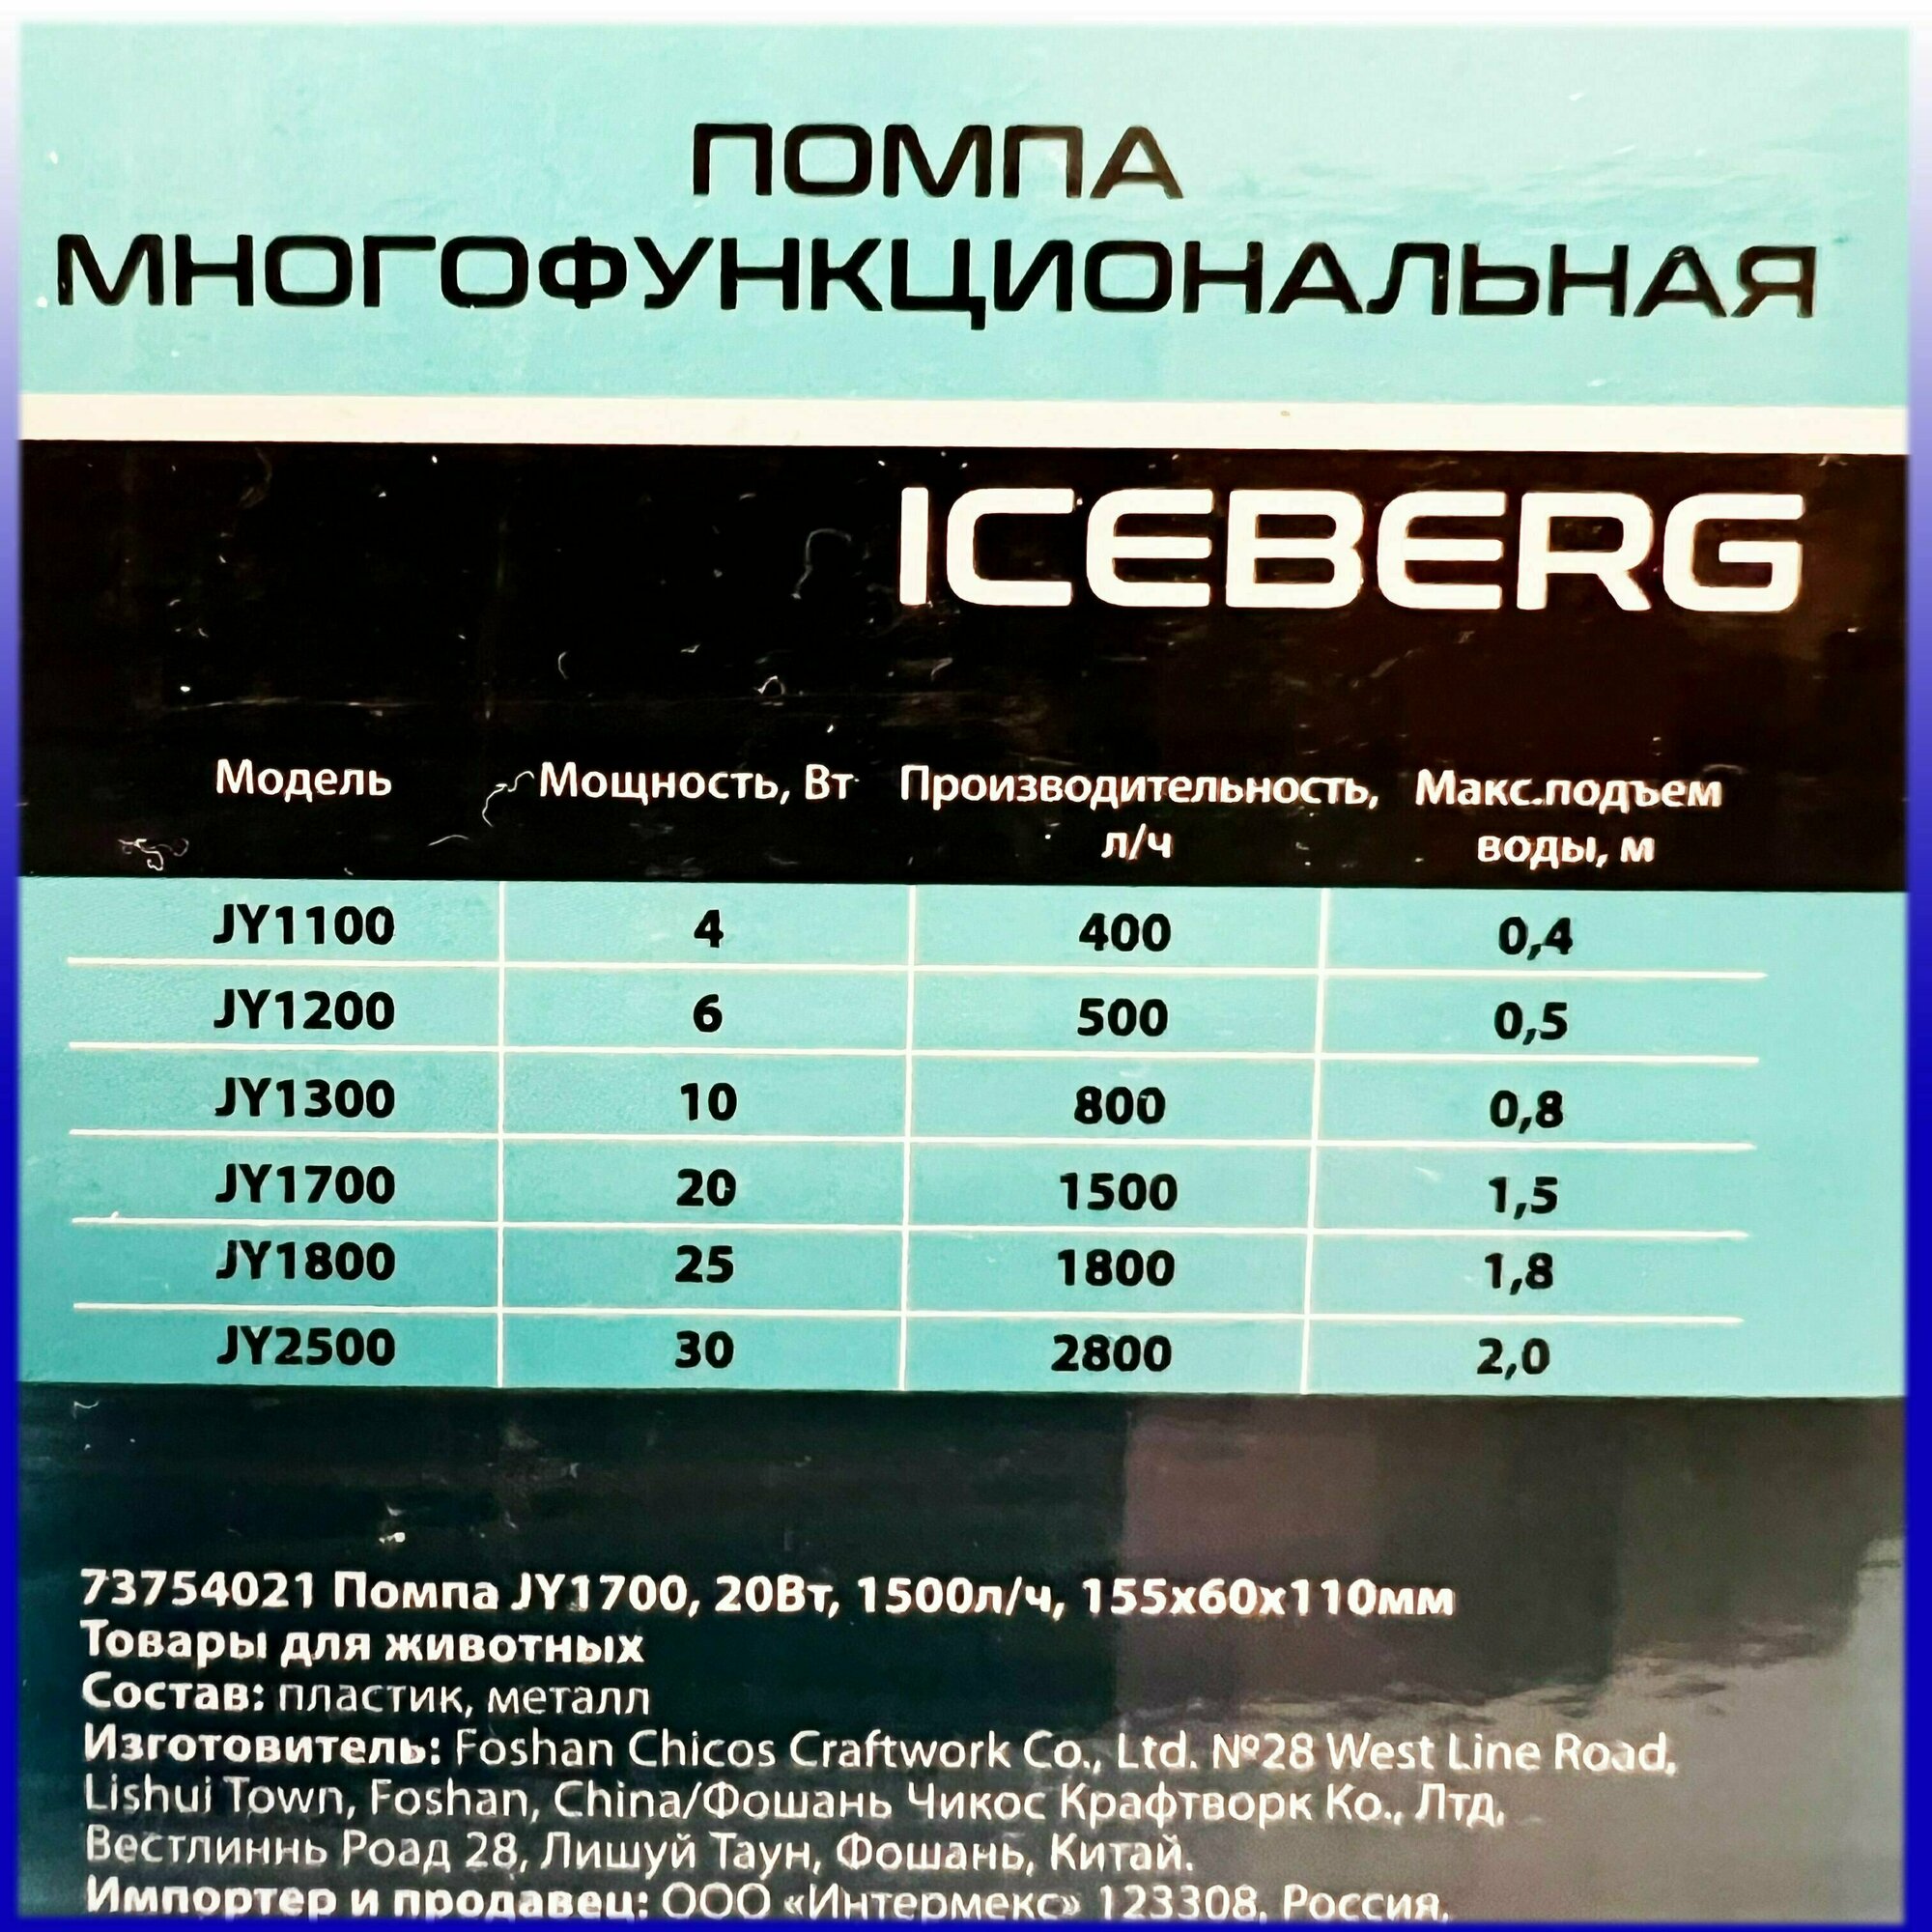 ПОМПА
МНОГОФУНКЦИОНАЛЬНАЯ
ICEBERG
Модель Мощность, Вт Производительность, л/ч Макс.подъем воды, м
JY1100 4 400 0,4
JY1200 6 500 0,5
JY1300 10 800 0,8
JY1700 20 1500 1,5
JY1800 25 1800 1,8
JY2500 30 2800 2,0
73754021 Помпа JY1700, 20Вт, 1500л/ч, 155х60х110мм
Товары для животных
Состав: пластик, металл
Изготовитель: Foshan Chicos Craftwork Co., Ltd. №28 West Line Road,
Lishui Town, Foshan, China/Фошань Чикос Крафтворк Ко., Лтд,
Вестлиннь Роад 28, Лишуй Таун, Фошань, Китай.
Импортер и продавец: ООО «Интермекс» 123308, Россия,